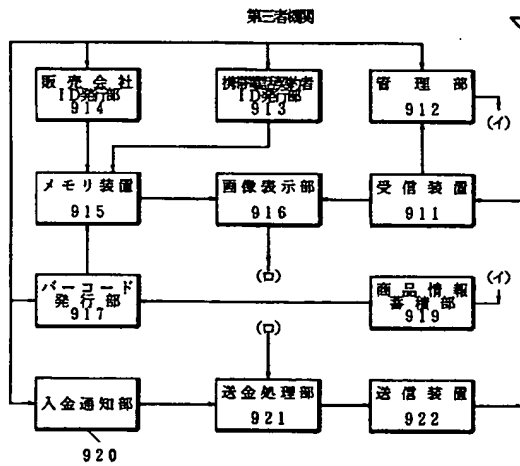 第三者機関
販売会社
ID発行部
914
携帯電話契約者
ID発行部
913
管理部
912
(イ)
メモリ装置
915
画像表示部
916
受信装置
911
(ロ)
バーコード
発行部
917
商品情報
蓄積部
919
(イ)
(ロ)
入金通知部
920
送金処理部
921
送信装置
922